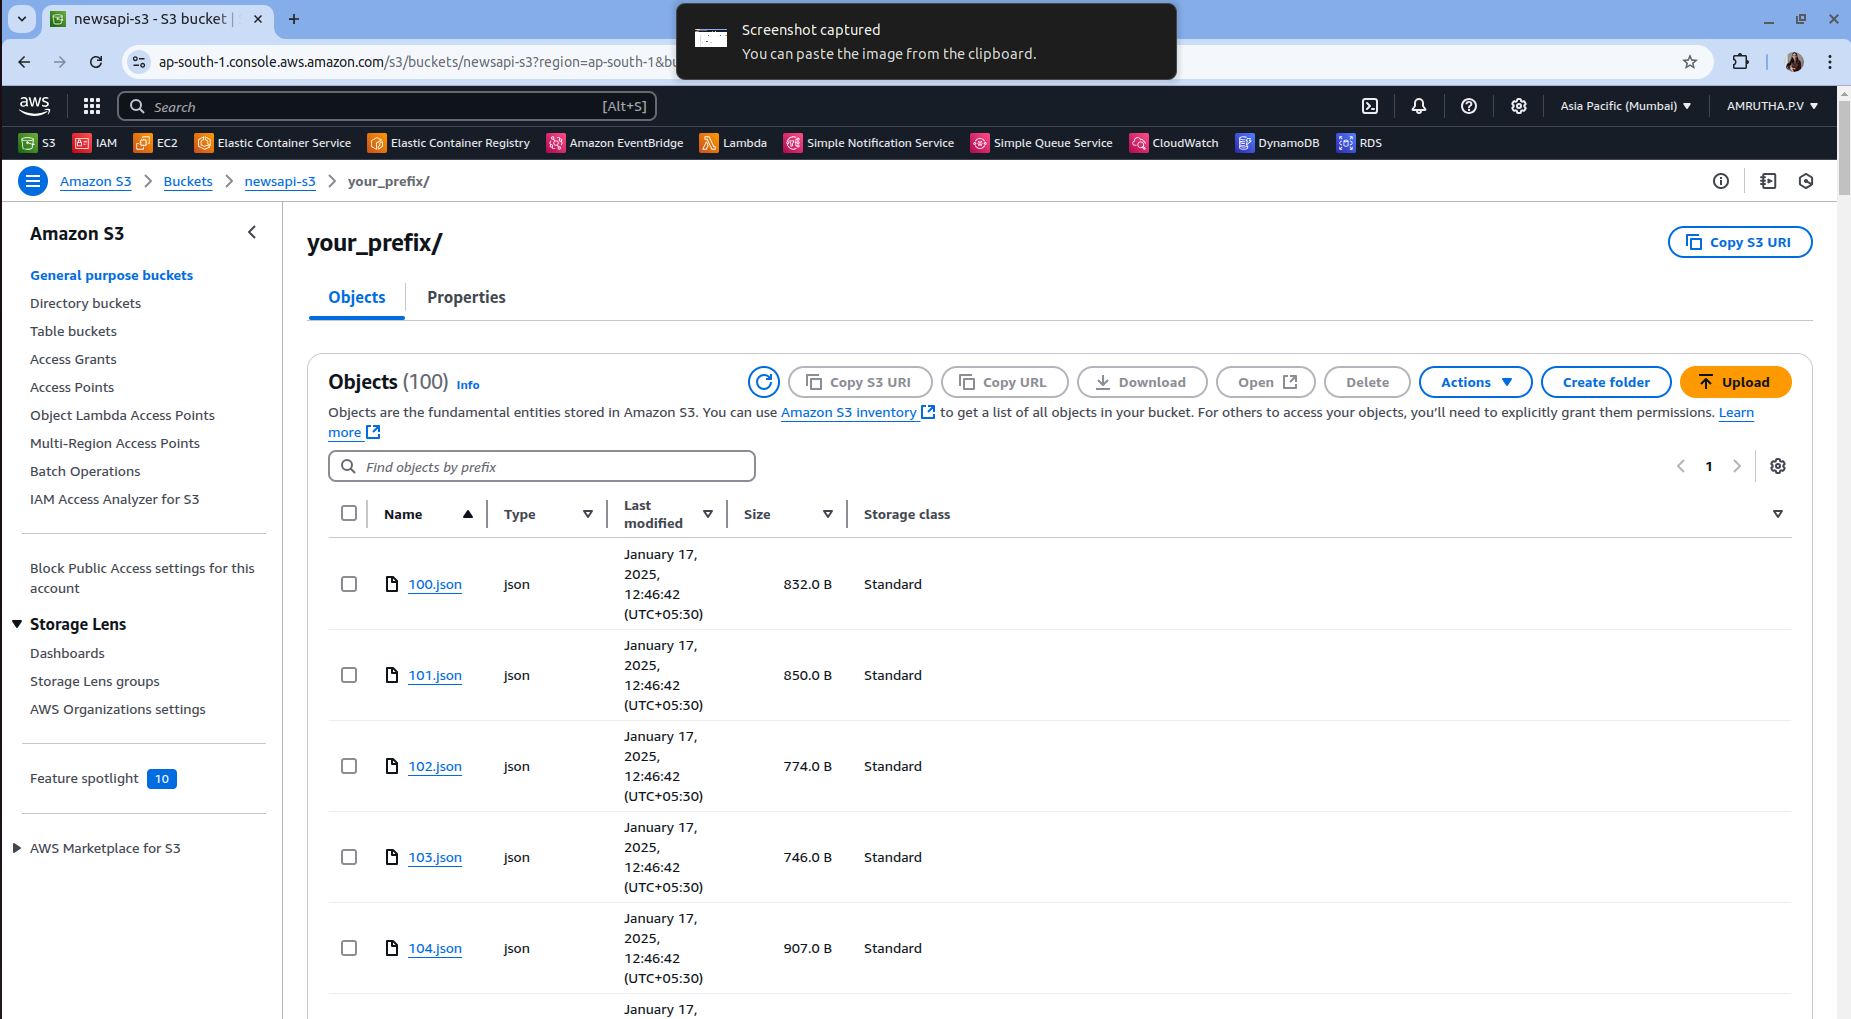 newsapi-s3 - S3 bucket |
Screenshot captured
You can paste the image from the clipboard.
ap-south-1.console.aws.amazon.com/s3/buckets/newsapi-s3?region=ap-south-1&bu
aws
Search
[Alt+S]
Asia Pacific (Mumbai)
AMRUTHA.P.V
S3
IAM
EC2
Elastic Container Service
Elastic Container Registry
Amazon EventBridge
Lambda
Simple Notification Service
Simple Queue Service
CloudWatch
DynamoDB
RDS
Amazon S3
Buckets
newsapi-s3
your_prefix/
Amazon S3
General purpose buckets
Directory buckets
Table buckets
Access Grants
Access Points
Object Lambda Access Points
Multi-Region Access Points
Batch Operations
IAM Access Analyzer for S3
Block Public Access settings for this
account
Storage Lens
Dashboards
Storage Lens groups
AWS Organizations settings
Feature spotlight
10
AWS Marketplace for S3
your_prefix/
Copy S3 URI
Objects
Properties
Objects (100)
Info
Copy S3 URI
Copy URL
Download
Open
Delete
Actions
Create folder
Upload
Objects are the fundamental entities stored in Amazon S3. You can use Amazon S3 inventory to get a list of all objects in your bucket. For others to access your objects, you'll need to explicitly grant them permissions. Learn
more
Find objects by prefix
1
Name
Type
Last
modified
Size
Storage class
100.json
json
January 17,
2025,
12:46:42
(UTC+05:30)
832.0 B
Standard
101.json
json
January 17,
2025,
12:46:42
(UTC+05:30)
850.0 B
Standard
102.json
json
January 17,
2025,
12:46:42
(UTC+05:30)
774.0 B
Standard
103.json
json
January 17,
2025,
12:46:42
(UTC+05:30)
746.0 B
Standard
104.json
json
January 17,
2025,
12:46:42
(UTC+05:30)
907.0 B
Standard
January 17,